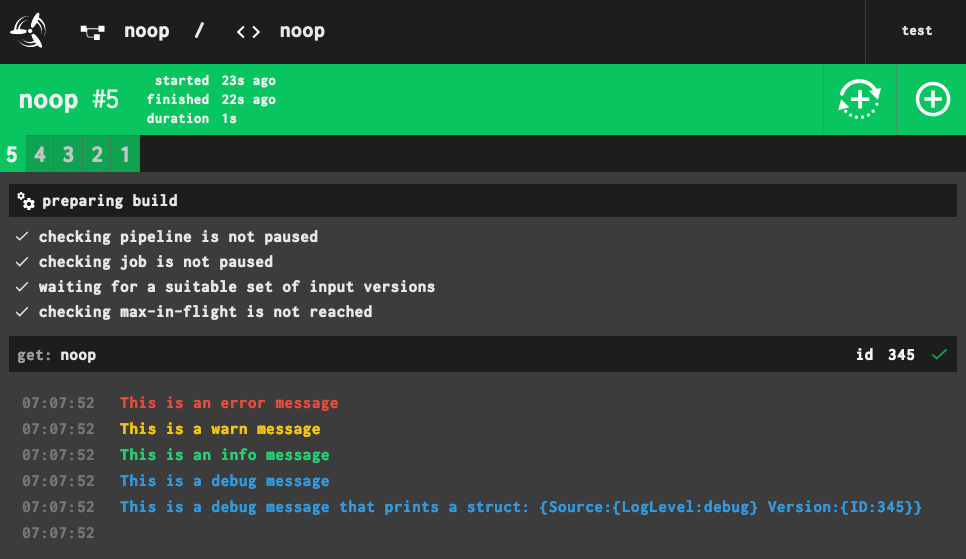 noop / < > noop test
noop #5
started 23s ago
finished 22s ago
duration 1s
5 4 3 2 1
preparing build
checking pipeline is not paused
checking job is not paused
waiting for a suitable set of input versions
checking max-in-flight is not reached
get: noop id 345
07:07:52 This is an error message
07:07:52 This is a warn message
07:07:52 This is an info message
07:07:52 This is a debug message
07:07:52 This is a debug message that prints a struct: {Source:{LogLevel:debug} Version:{ID:345}}
07:07:52